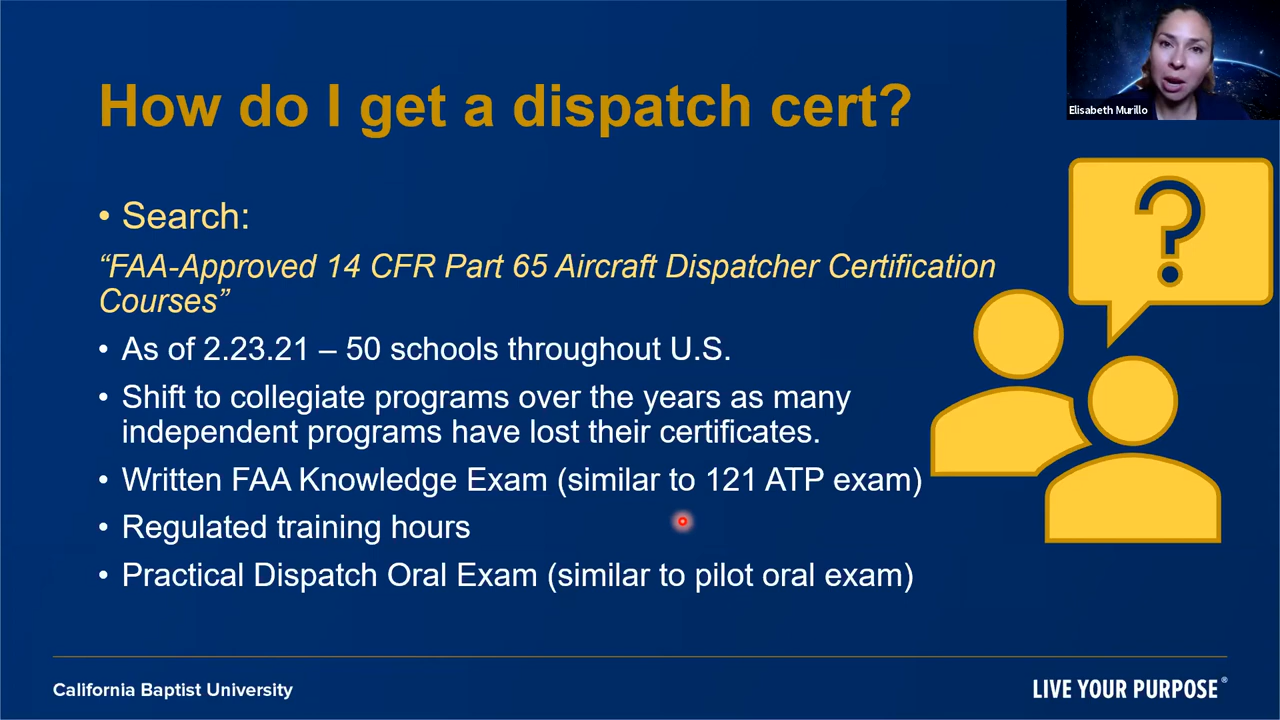 How do I get a dispatch cert?
Elisabeth Murillo
• Search:
“FAA-Approved 14 CFR Part 65 Aircraft Dispatcher Certification
Courses”
• As of 2.23.21 – 50 schools throughout U.S.
• Shift to collegiate programs over the years as many
independent programs have lost their certificates.
• Written FAA Knowledge Exam (similar to 121 ATP exam)
• Regulated training hours
• Practical Dispatch Oral Exam (similar to pilot oral exam)
?
California Baptist University
LIVE YOUR PURPOSE®